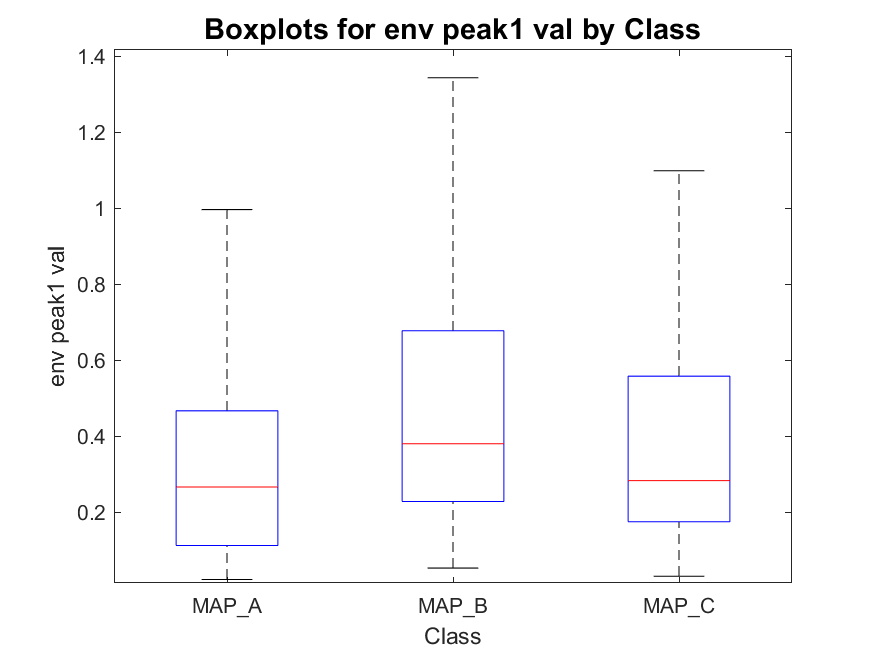 Boxplots for env peak1 val by Class
1.4
1.2
1
0.8
0.6
0.4
0.2
env peak1 val
MAP_A MAP_B MAP_C
Class